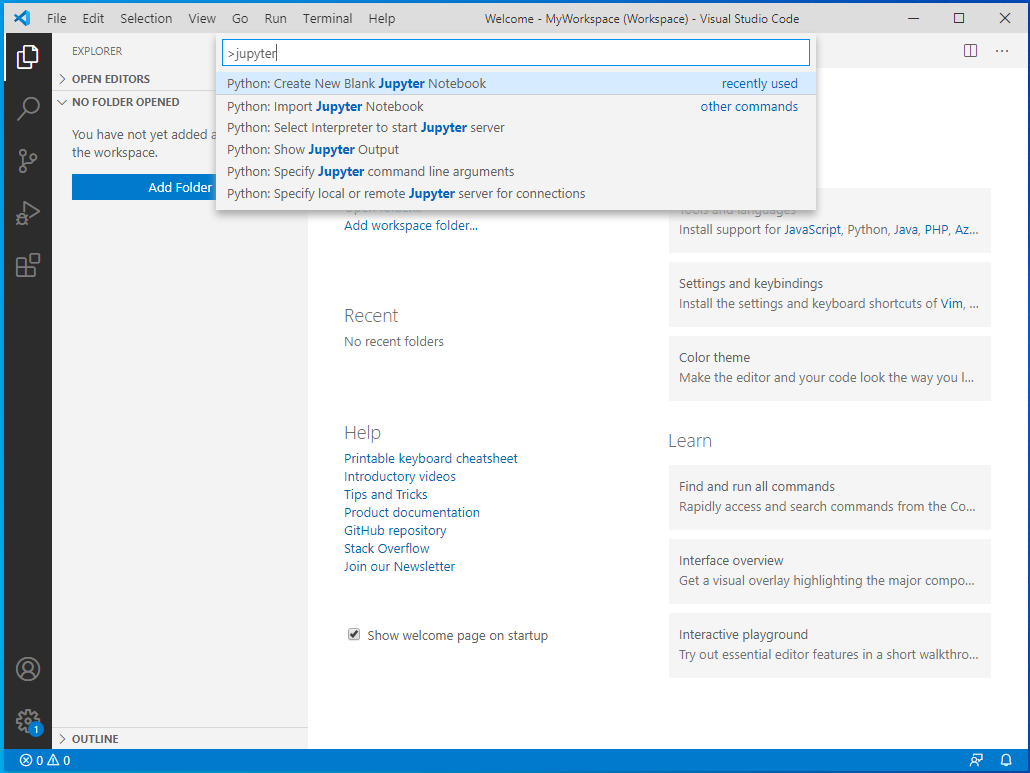 File Edit Selection View Go Run Terminal Help
Welcome - MyWorkspace (Workspace) - Visual Studio Code
EXPLORER
OPEN EDITORS
NO FOLDER OPENED
You have not yet added a
the workspace.
Add Folder
OUTLINE
>jupyter
Python: Create New Blank Jupyter Notebook recently used
Python: Import Jupyter Notebook other commands
Python: Select Interpreter to start Jupyter server
Python: Show Jupyter Output
Python: Specify Jupyter command line arguments
Python: Specify local or remote Jupyter server for connections
Add workspace folder...
Recent
No recent folders
Help
Printable keyboard cheatsheet
Introductory videos
Tips and Tricks
Product documentation
GitHub repository
Stack Overflow
Join our Newsletter
Show welcome page on startup
Tools and languages
Install support for JavaScript, Python, Java, PHP, Az...
Settings and keybindings
Install the settings and keyboard shortcuts of Vim, ...
Color theme
Make the editor and your code look the way you l...
Learn
Find and run all commands
Rapidly access and search commands from the Co...
Interface overview
Get a visual overlay highlighting the major compo...
Interactive playground
Try out essential editor features in a short walkthro...
1
0 0